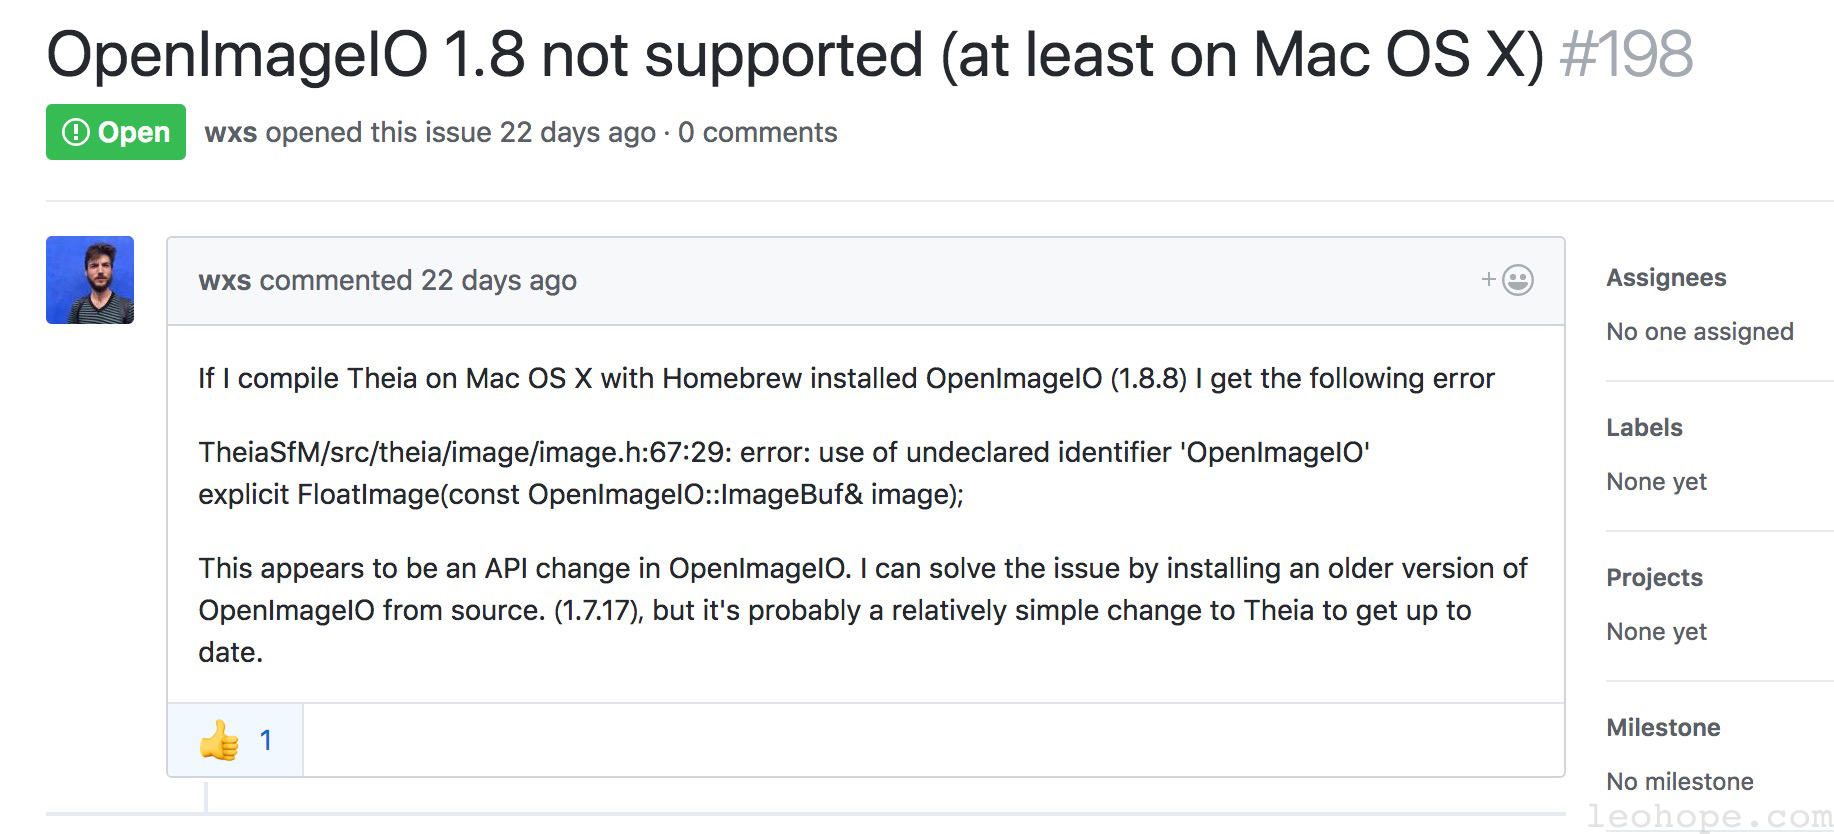 OpenImageIO 1.8 not supported (at least on Mac OS X) #198
Open wxs opened this issue 22 days ago · 0 comments
wxs commented 22 days ago
If I compile Theia on Mac OS X with Homebrew installed OpenImageIO (1.8.8) I get the following error
TheiaSfM/src/theia/image/image.h:67:29: error: use of undeclared identifier 'OpenImageIO'
explicit FloatImage(const OpenImageIO::ImageBuf& image);
This appears to be an API change in OpenImageIO. I can solve the issue by installing an older version of
OpenImageIO from source. (1.7.17), but it's probably a relatively simple change to Theia to get up to
date.
👍 1
Assignees
No one assigned
Labels
None yet
Projects
None yet
Milestone
No milestone
leohope.com